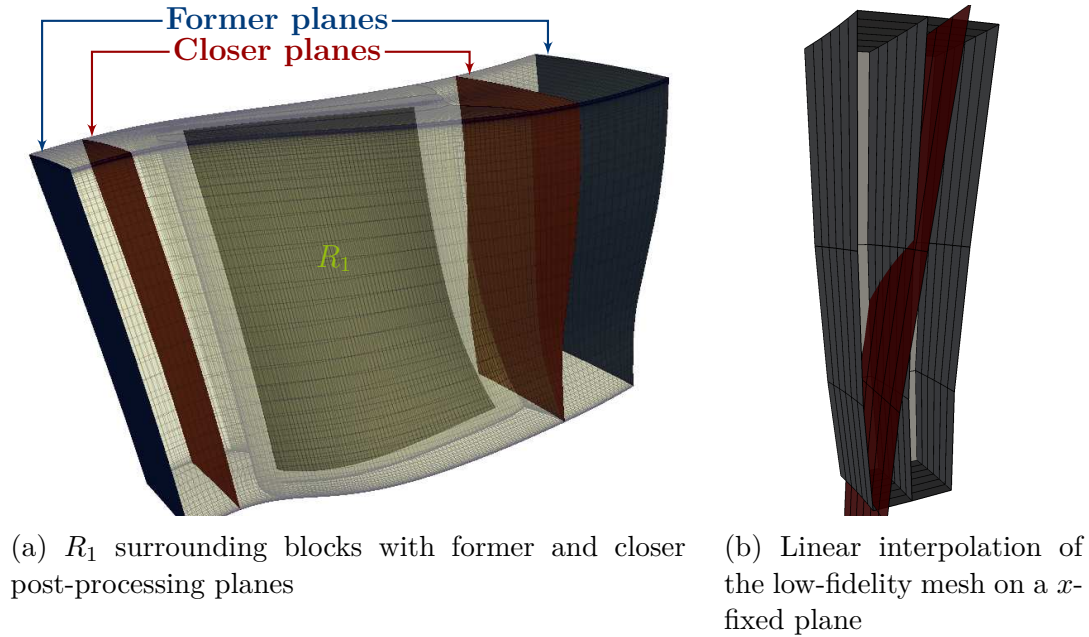 Former planes
Closer planes
R₁
(a) R₁ surrounding blocks with former and closer
post-processing planes
(b) Linear interpolation of
the low-fidelity mesh on a x-
fixed plane